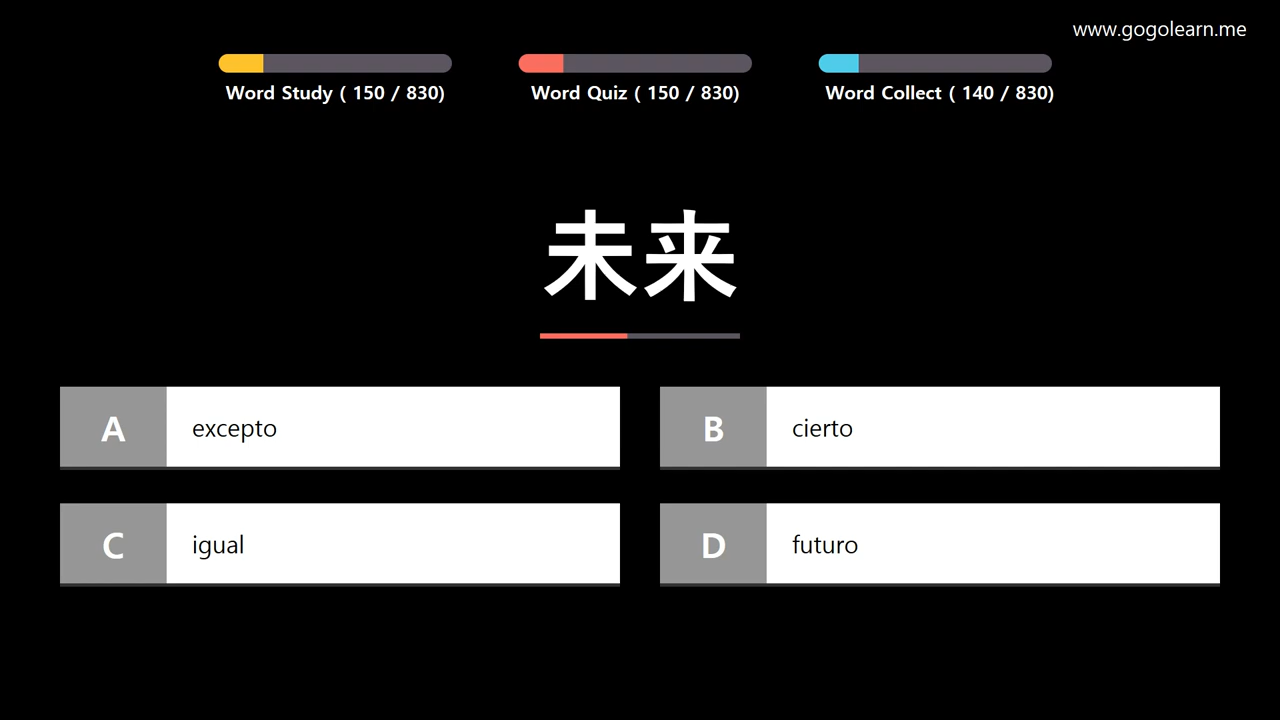 www.gogolearn.me
Word Study ( 150 / 830)
Word Quiz ( 150 / 830)
Word Collect ( 140 / 830)
未来
A excepto
B cierto
C igual
D futuro